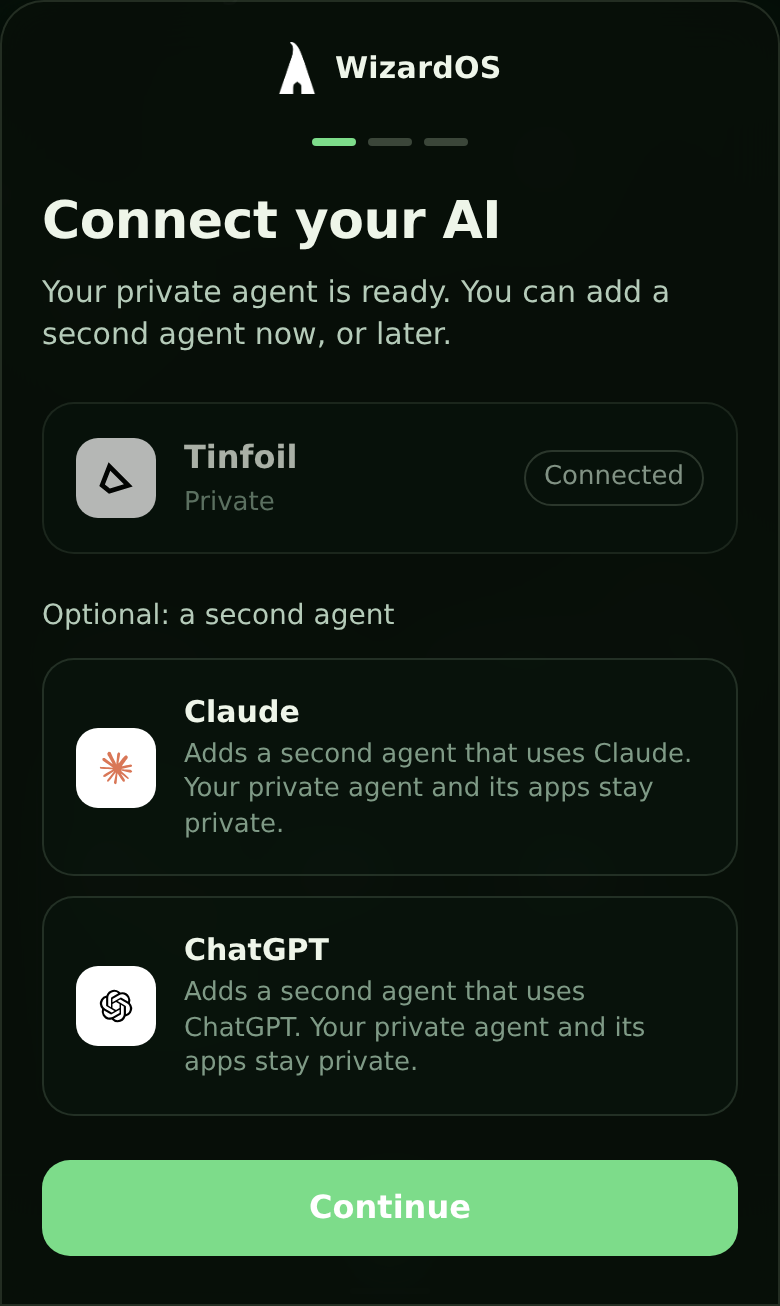 WizardOS
Connect your AI
Your private agent is ready. You can add a
second agent now, or later.
Tinfoil
Private
Connected
Optional: a second agent
Claude
Adds a second agent that uses Claude.
Your private agent and its apps stay
private.
ChatGPT
Adds a second agent that uses
ChatGPT. Your private agent and its
apps stay private.
Continue